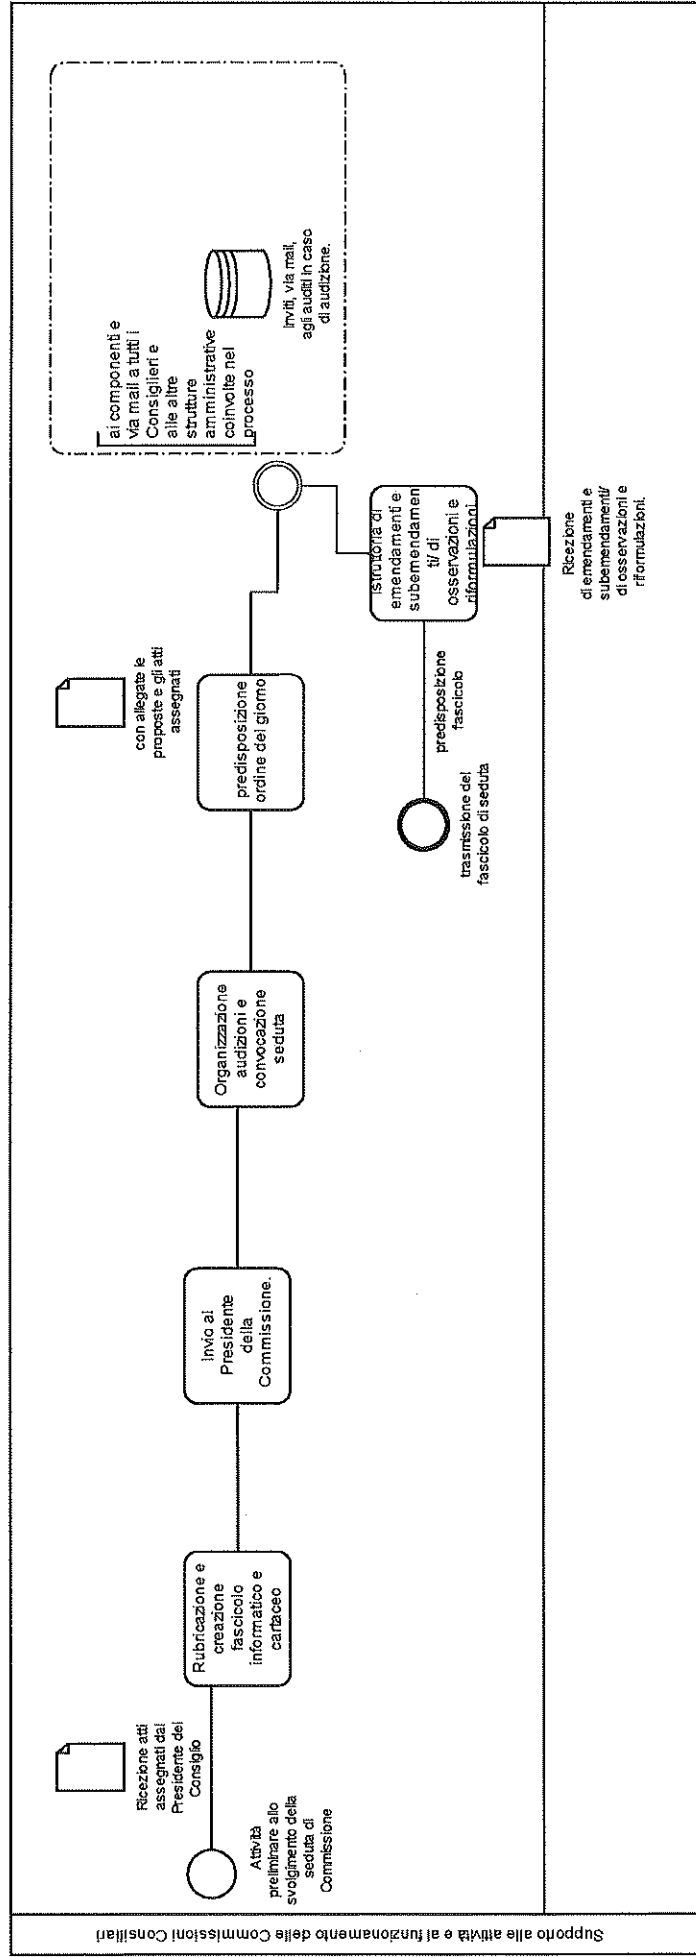 Supporto alle attività e al funzionamento delle Commissioni Consiliari
Attività
preliminare allo
svolgimento della
seduta di
Commissione
Ricezione atti
assegnati dal
Presidente del
Consiglio
Rubricazione e
creazione
fascicolo
informatico e
cartaceo
Invio al
Presidente
della
Commissione.
Organizzazione
audizioni e
convocazione
seduta
predisposizione
ordine del giorno
con allegate le
proposte e gli atti
assegnati
ai componenti e
via mail a tutti i
Consiglieri e
alle altre
strutture
amministrative
coinvolte nel
processo
Inviti, via mail,
agli auditi in caso
di audizione.
istruttoria di
emendamenti e
subemendamen
ti/ di
osservazioni e
riformulazioni
Ricezione
di emendamenti e
subemendamenti/
di osservazioni e
riformulazioni.
predisposizione
fascicolo
trasmissione del
fascicolo di seduta